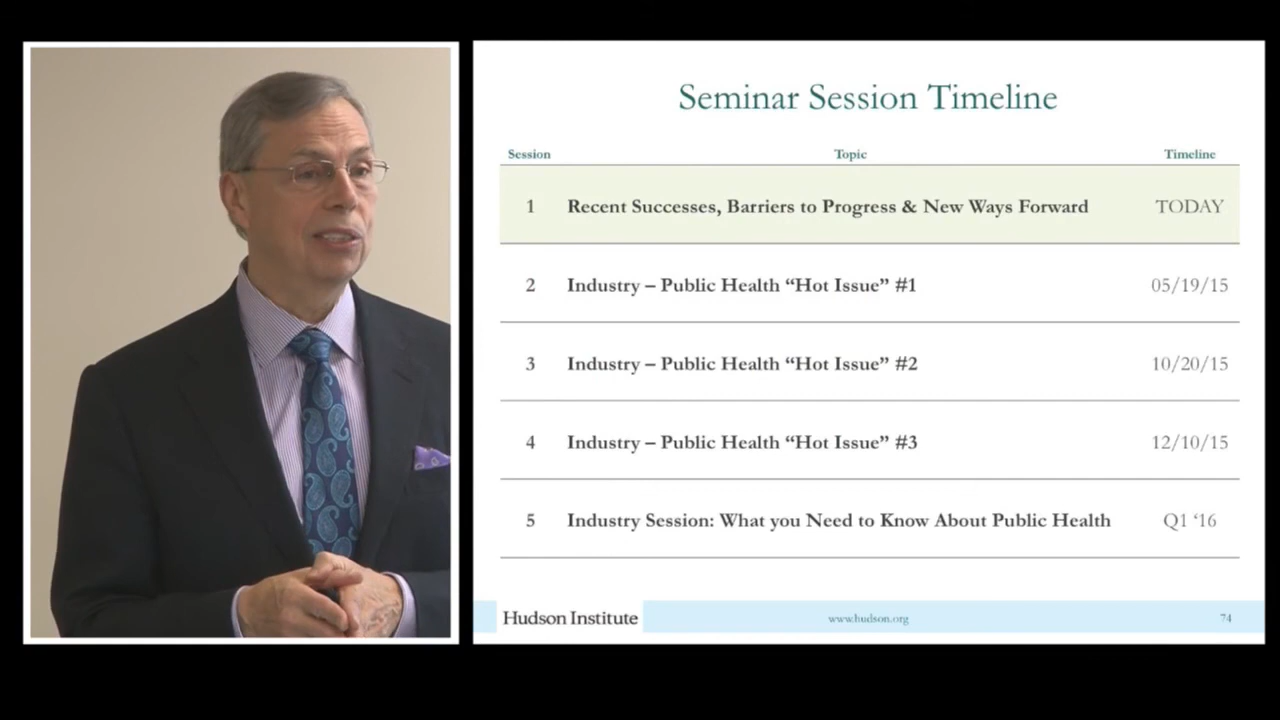 Seminar Session Timeline
Session Topic Timeline
1 Recent Successes, Barriers to Progress & New Ways Forward TODAY
2 Industry – Public Health “Hot Issue” #1 05/19/15
3 Industry – Public Health “Hot Issue” #2 10/20/15
4 Industry – Public Health “Hot Issue” #3 12/10/15
5 Industry Session: What you Need to Know About Public Health Q1 ‘16
Hudson Institute www.hudson.org 74